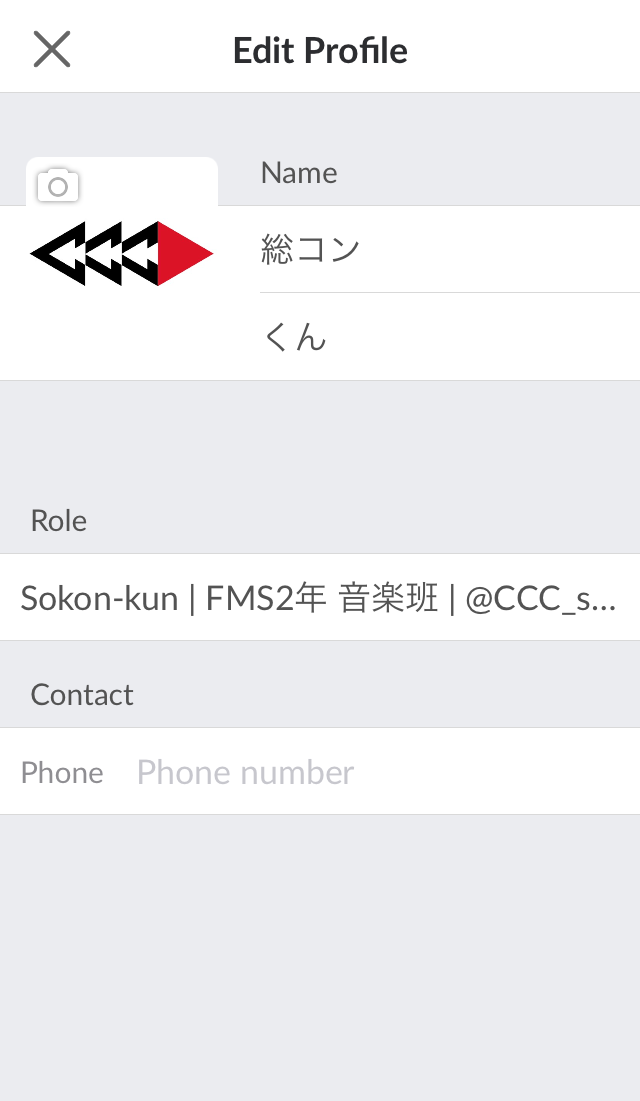 Edit Profile
Name
総コン
くん
Role
Sokon-kun | FMS2年 音楽班 | @CCC_s...
Contact
Phone Phone number